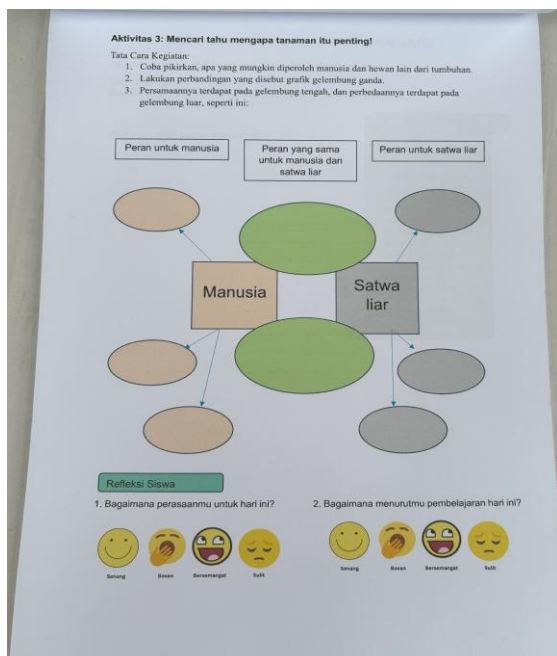 Aktivitas 3: Mencari tahu mengapa tanaman itu penting!
Tata Cara Kegiatan:
1. Coba pikirkan, apa yang mungkin diperoleh manusia dan hewan lain dari tumbuhan.
2. Lakukan perbandingan yang disebut grafik gelembung ganda.
3. Persamaannya terdapat pada gelembung tengah, dan perbedaannya terdapat pada
gelembung luar, seperti ini:
Peran untuk manusia
Peran yang sama
untuk manusia dan
satwa liar
Peran untuk satwa liar
Manusia
Satwa
liar
Refleksi Siswa
1. Bagaimana perasaanmu untuk hari ini?
2. Bagaimana menurutmu pembelajaran hari ini?
Senang Bosan Bersemangat Sulit
Senang Bosan Bersemangat Sulit